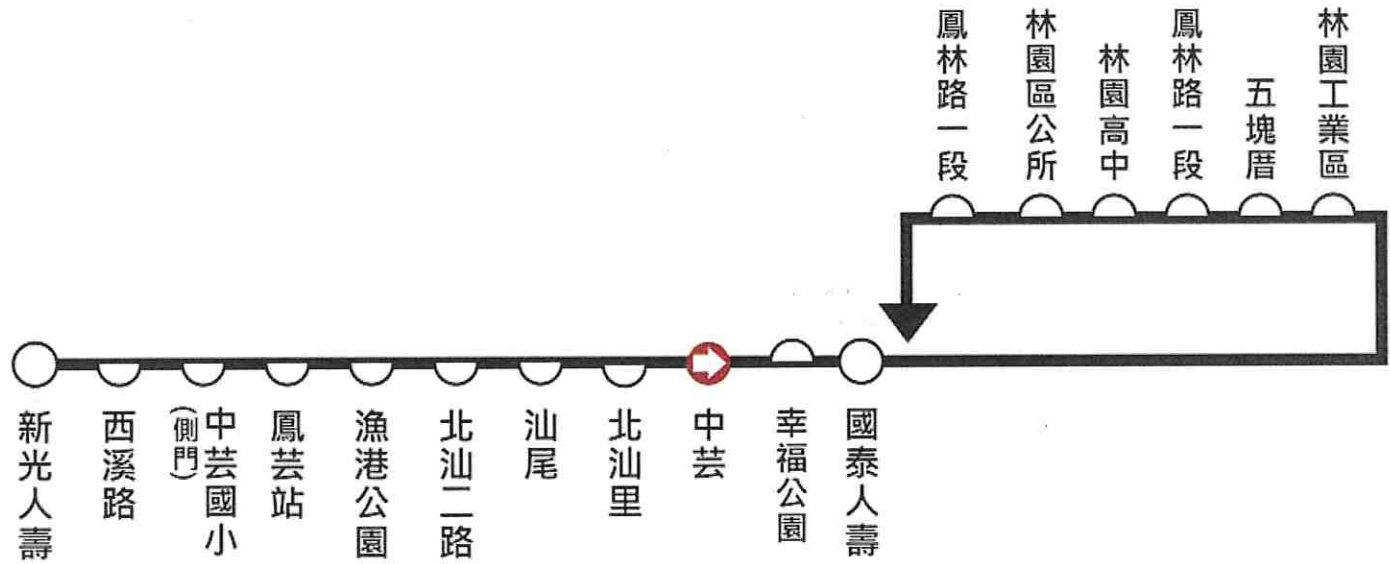 鳳林路一段
林園區公所
林園高中
鳳林路一段
五塊厝
林園工業區
新光人壽
西溪路
中芸國小
(側門)
鳳芸站
漁港公園
北汕二路
汕尾
北汕里
中芸
幸福公園
國泰人壽